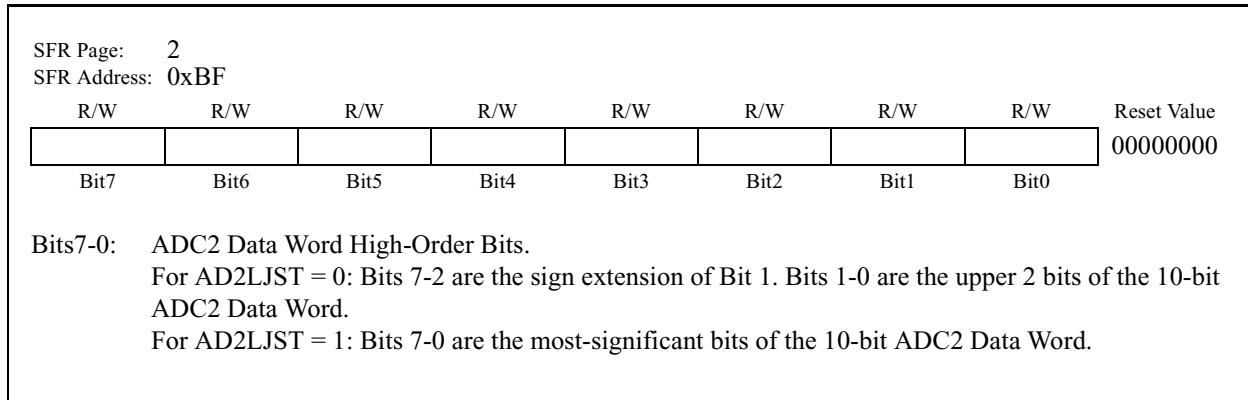 SFR Page: 2
SFR Address: 0xBF
R/W R/W R/W R/W R/W R/W R/W R/W Reset Value
00000000
Bit7 Bit6 Bit5 Bit4 Bit3 Bit2 Bit1 Bit0
Bits7-0: ADC2 Data Word High-Order Bits.
For AD2LJST = 0: Bits 7-2 are the sign extension of Bit 1. Bits 1-0 are the upper 2 bits of the 10-bit
ADC2 Data Word.
For AD2LJST = 1: Bits 7-0 are the most-significant bits of the 10-bit ADC2 Data Word.